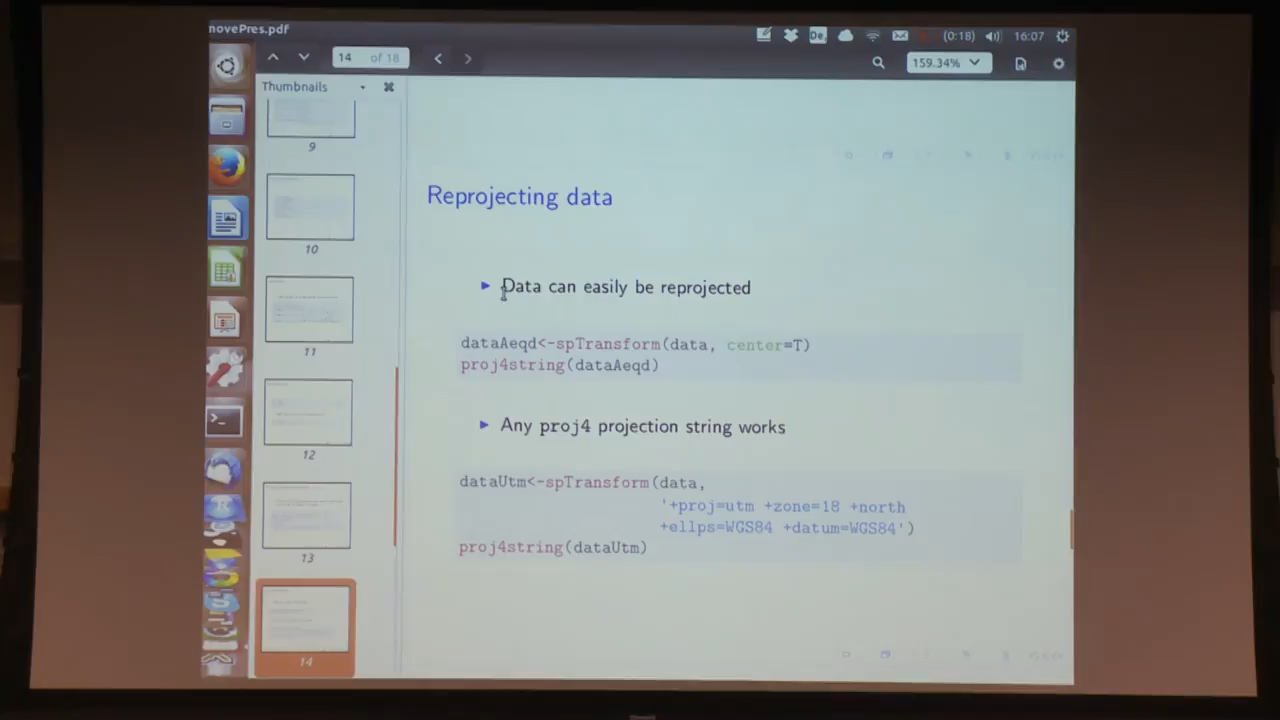 movePres.pdf
De,
(0:18)
16:07
14 of 18
159.34%
Thumbnails
9
10
11
12
13
14
Reprojecting data
Data can easily be reprojected
dataAeqd<-spTransform(data, center=T)
proj4string(dataAeqd)
Any proj4 projection string works
dataUtm<-spTransform(data,
'+proj=utm +zone=18 +north
+ellps=WGS84 +datum=WGS84')
proj4string(dataUtm)